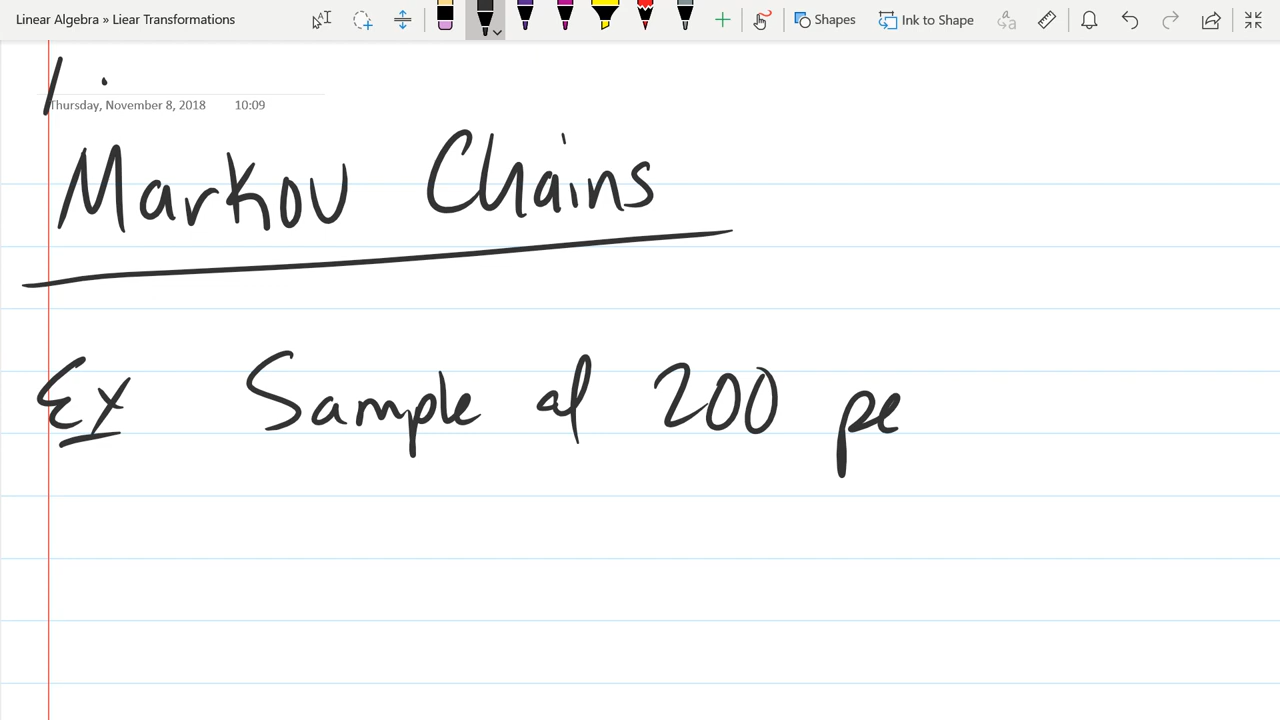 Linear Algebra » Liear Transformations
Shapes
Ink to Shape
1.
Thursday, November 8, 2018 10:09
Markov Chains
Ex Sample of 200 pe